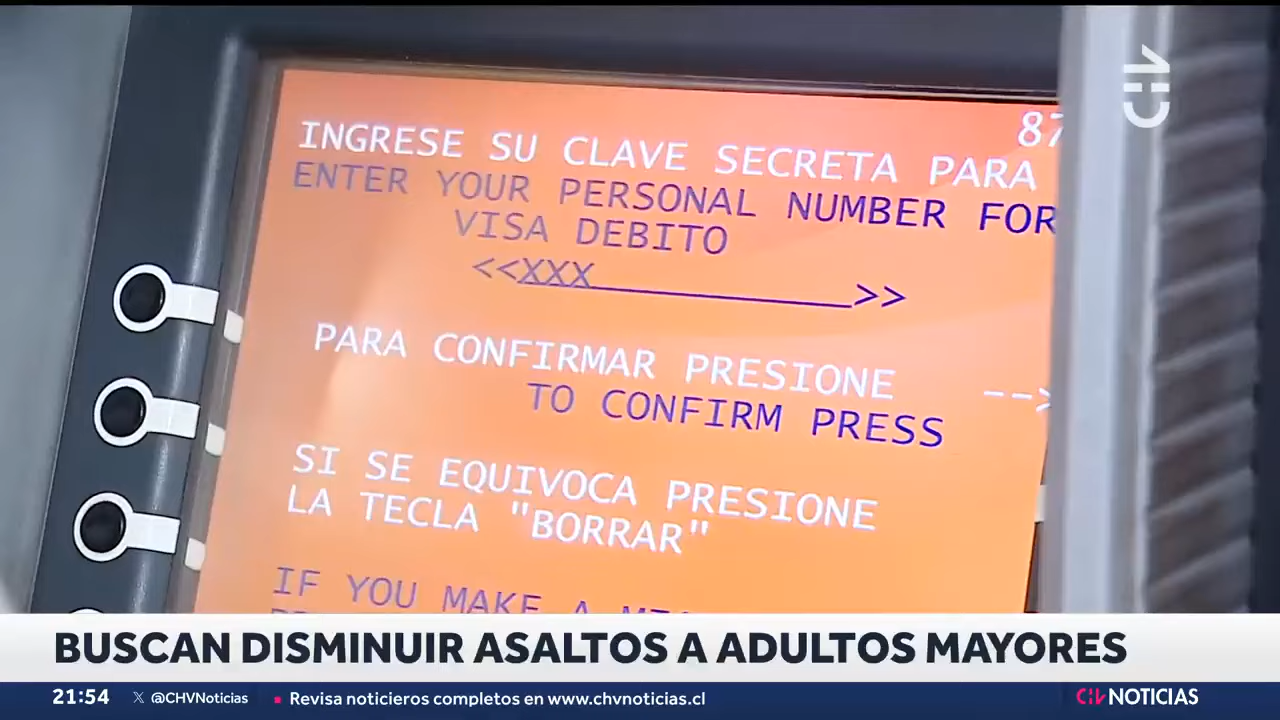 CHV
87
INGRESE SU CLAVE SECRETA PARA
ENTER YOUR PERSONAL NUMBER FOR
VISA DEBITO
<<XXX___________>>
PARA CONFIRMAR PRESIONE -->
TO CONFIRM PRESS
SI SE EQUIVOCA PRESIONE
LA TECLA "BORRAR"
IF YOU MAKE A
BUSCAN DISMINUIR ASALTOS A ADULTOS MAYORES
21:54 X @CHVNoticias ▪ Revisa noticieros completos en www.chvnoticias.cl CHV NOTICIAS